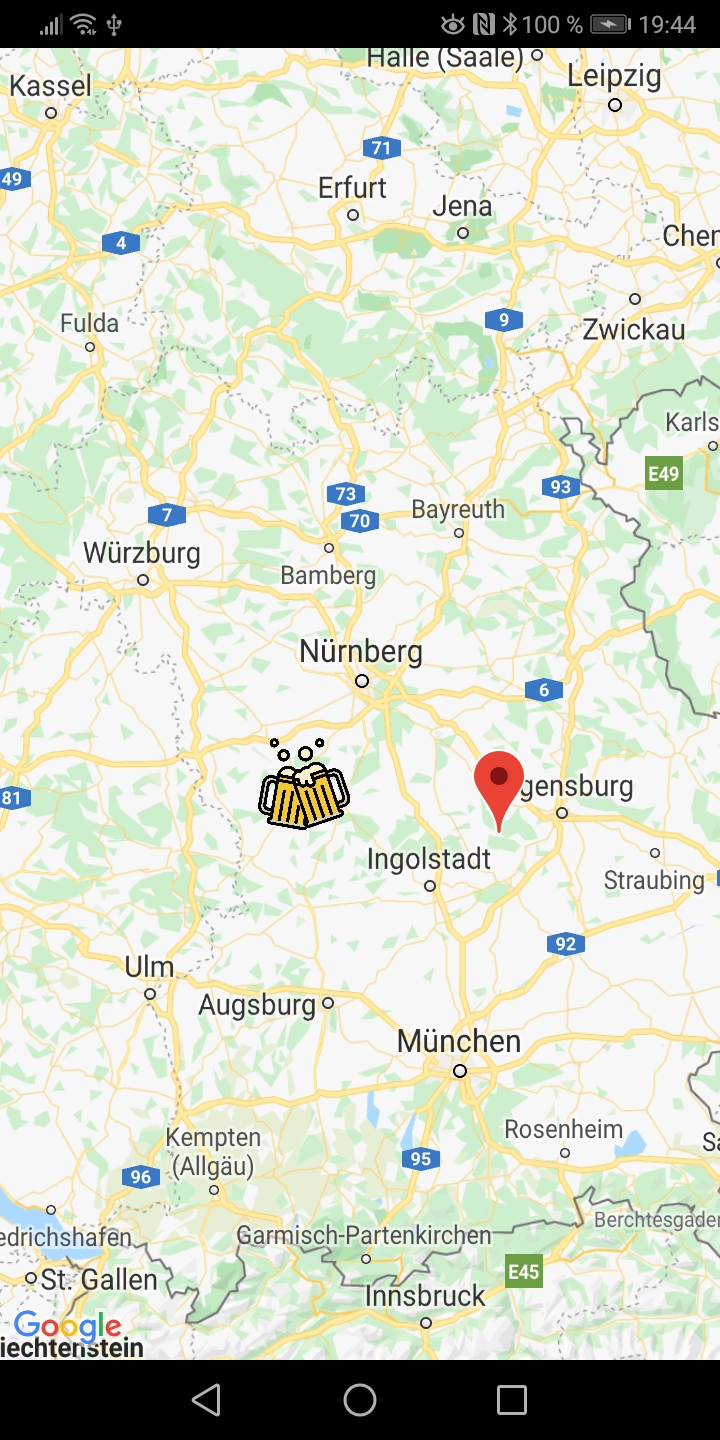 100 % 19:44
Halle (Saale)
Leipzig
Kassel
71
49
Erfurt
Jena
4
Cher
9
Fulda
Zwickau
Karls
E49
93
73
70
7
Bayreuth
Würzburg
Bamberg
Nürnberg
6
gensburg
81
Ingolstadt
Straubing
92
Ulm
Augsburg
München
Rosenheim
Kempten
(Allgäu)
Sa
95
96
Berchtesgaden
edrichshafen
Garmisch-Partenkirchen
St. Gallen
E45
Innsbruck
Google
iechtenstein